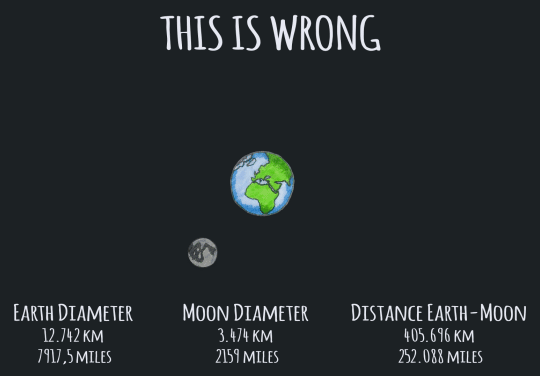 THIS IS WRONG
EARTH DIAMETER
12.742 KM
7917,5 MILES
MOON DIAMETER
3.474 KM
2159 MILES
DISTANCE EARTH-MOON
405.696 KM
252.088 MILES